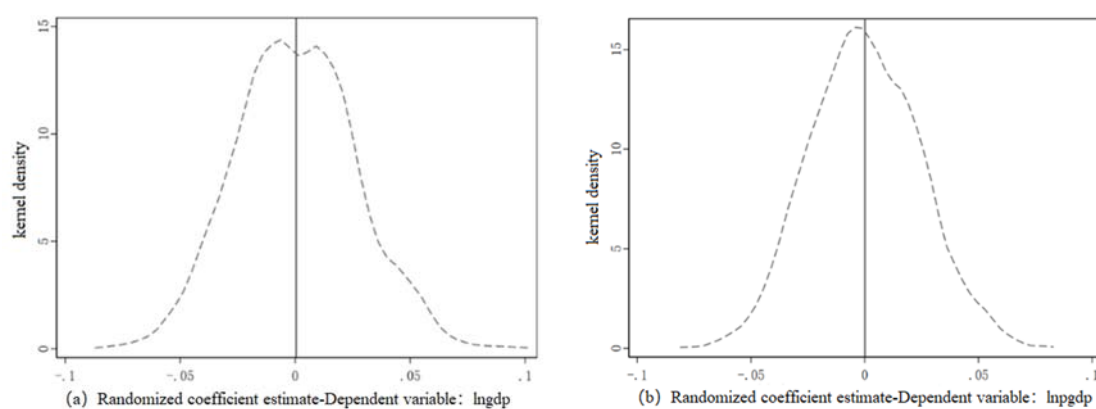 15
10
5
0
kernel density
-.1 -.05 0 .05 .1
(a) Randomized coefficient estimate-Dependent variable: lngdp
15
10
5
0
kernel density
-.1 -.05 0 .05 .1
(b) Randomized coefficient estimate-Dependent variable: lnpgdp